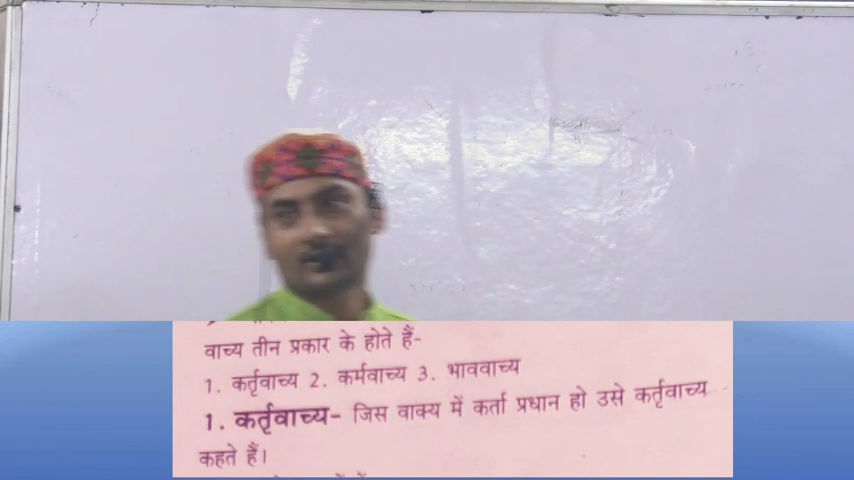 वाच्य तीन प्रकार के होते हैं-
1. कर्तृवाच्य 2. कर्मवाच्य 3. भाववाच्य
1. कर्तृवाच्य- जिस वाक्य में कर्ता प्रधान हो उसे कर्तृवाच्य
कहते हैं।